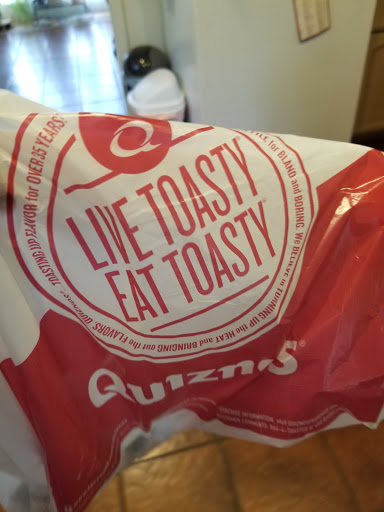 TOASTING UP FLAVOR for OVER 35 YEARS.
for BLAND and BORING. WE BELIEVE in TURNING UP the HEAT and BRINGING out the FLAVORS. QUIZNOS®
Q
LIVE TOASTY
EAT TOASTY
QUIZNOS®